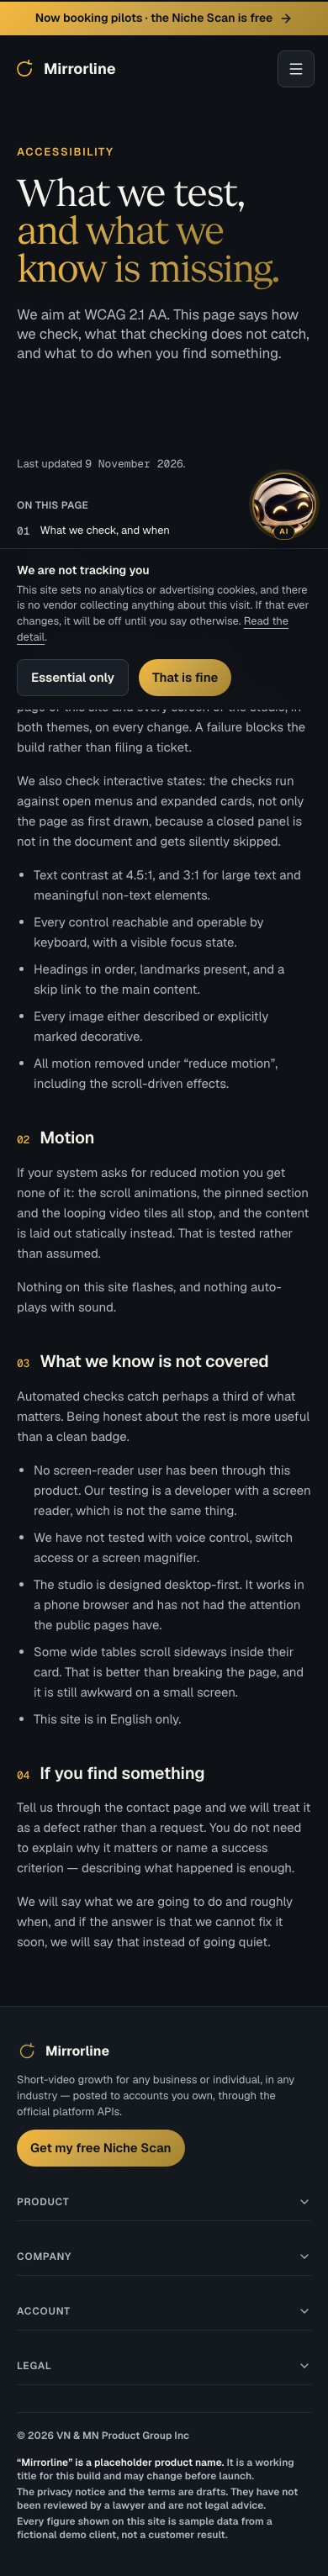 Now booking pilots · the Niche Scan is free →
Mirrorline
ACCESSIBILITY
What we test,
and what we
know is missing.
We aim at WCAG 2.1 AA. This page says how
we check, what that checking does not catch,
and what to do when you find something.
Last updated 9 November 2026.
ON THIS PAGE
01 What we check, and when
AI
We are not tracking you
This site sets no analytics or advertising cookies, and there
is no vendor collecting anything about this visit. If that ever
changes, it will be off until you say otherwise. Read the
detail.
Essential only
That is fine
page of this site and every screen of the studio, in
both themes, on every change. A failure blocks the
build rather than filing a ticket.
We also check interactive states: the checks run
against open menus and expanded cards, not only
the page as first drawn, because a closed panel is
not in the document and gets silently skipped.
• Text contrast at 4.5:1, and 3:1 for large text and
meaningful non-text elements.
• Every control reachable and operable by
keyboard, with a visible focus state.
• Headings in order, landmarks present, and a
skip link to the main content.
• Every image either described or explicitly
marked decorative.
• All motion removed under “reduce motion”,
including the scroll-driven effects.
02 Motion
If your system asks for reduced motion you get
none of it: the scroll animations, the pinned section
and the looping video tiles all stop, and the content
is laid out statically instead. That is tested rather
than assumed.
Nothing on this site flashes, and nothing auto-
plays with sound.
03 What we know is not covered
Automated checks catch perhaps a third of what
matters. Being honest about the rest is more useful
than a clean badge.
• No screen-reader user has been through this
product. Our testing is a developer with a screen
reader, which is not the same thing.
• We have not tested with voice control, switch
access or a screen magnifier.
• The studio is designed desktop-first. It works in
a phone browser and has not had the attention
the public pages have.
• Some wide tables scroll sideways inside their
card. That is better than breaking the page, and
it is still awkward on a small screen.
• This site is in English only.
04 If you find something
Tell us through the contact page and we will treat it
as a defect rather than a request. You do not need
to explain why it matters or name a success
criterion — describing what happened is enough.
We will say what we are going to do and roughly
when, and if the answer is that we cannot fix it
soon, we will say that instead of going quiet.
Mirrorline
Short-video growth for any business or individual, in any
industry — posted to accounts you own, through the
official platform APIs.
Get my free Niche Scan
PRODUCT
COMPANY
ACCOUNT
LEGAL
© 2026 VN & MN Product Group Inc
“Mirrorline” is a placeholder product name. It is a working
title for this build and may change before launch.
The privacy notice and the terms are drafts. They have not
been reviewed by a lawyer and are not legal advice.
Every figure shown on this site is sample data from a
fictional demo client, not a customer result.